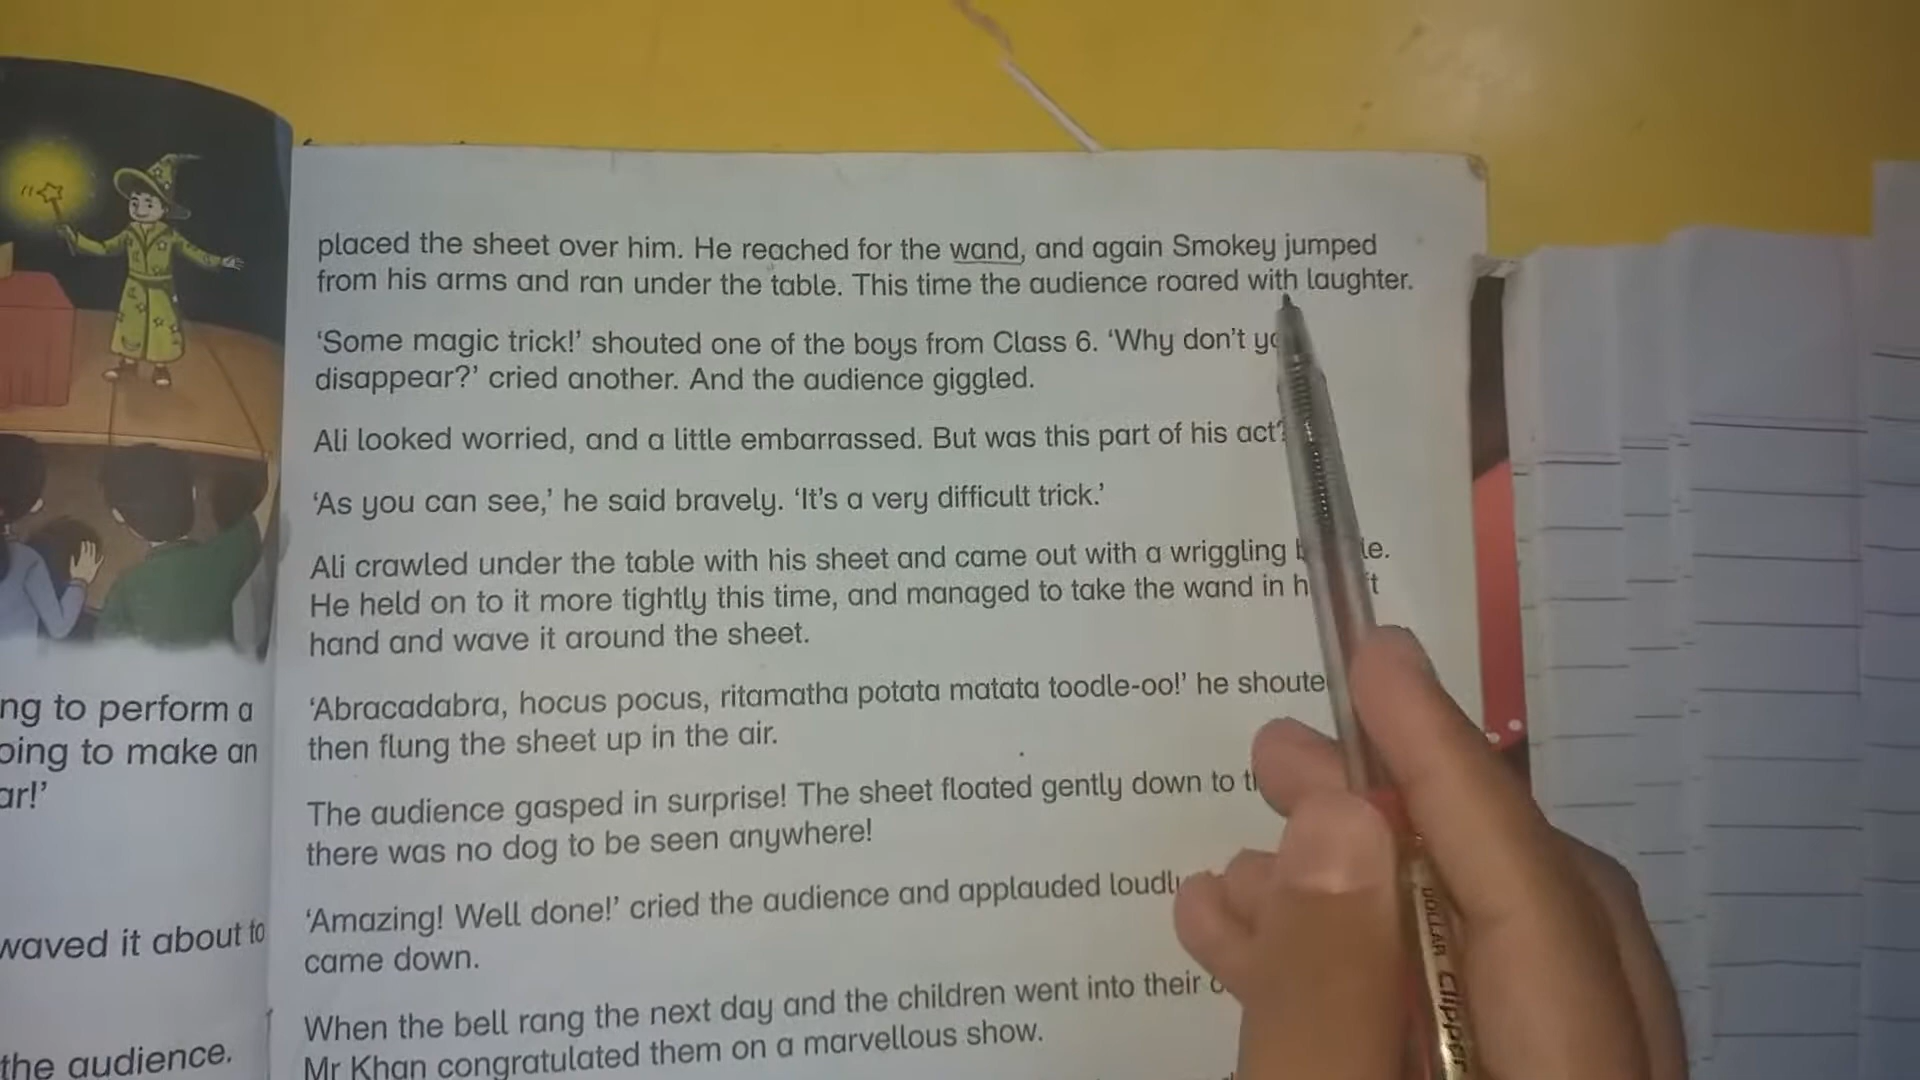 ng to perform a
oing to make an
ar!’
waved it about to
the audience.
placed the sheet over him. He reached for the wand, and again Smokey jumped
from his arms and ran under the table. This time the audience roared with laughter.
‘Some magic trick!’ shouted one of the boys from Class 6. ‘Why don’t
disappear?’ cried another. And the audience giggled.
Ali looked worried, and a little embarrassed. But was this part of his act?
‘As you can see,’ he said bravely. ‘It’s a very difficult trick.’
Ali crawled under the table with his sheet and came out with a wriggling
He held on to it more tightly this time, and managed to take the wand in
hand and wave it around the sheet.
‘Abracadabra, hocus pocus, ritamatha potata matata toodle-oo!’ he shoute
then flung the sheet up in the air.
The audience gasped in surprise! The sheet floated gently down to
there was no dog to be seen anywhere!
‘Amazing! Well done!’ cried the audience and applauded loudly
came down.
When the bell rang the next day and the children went into their
Mr Khan congratulated them on a marvellous show.
DOLLAR Clipper